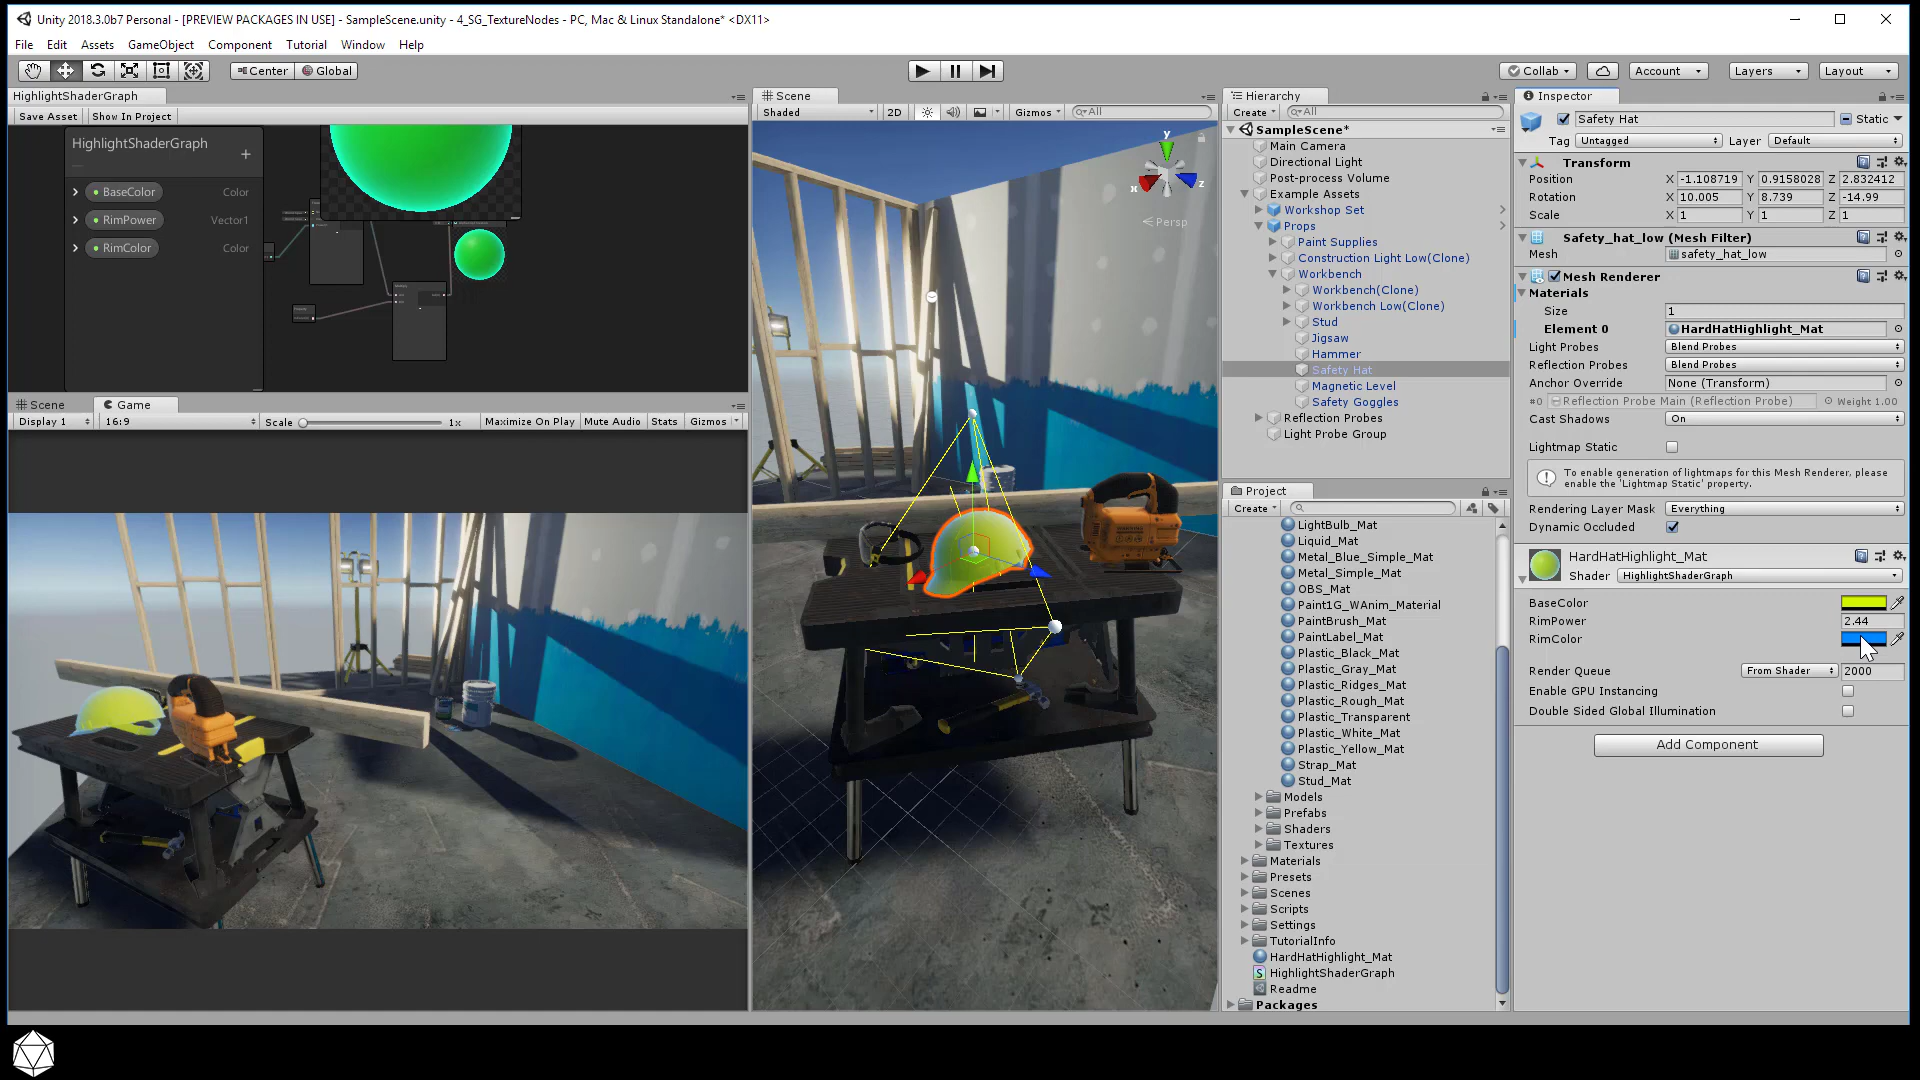 Unity 2018.3.0b7 Personal - [PREVIEW PACKAGES IN USE] - SampleScene.unity - 4_SG_TextureNodes - PC, Mac & Linux Standalone* <DX11>
File Edit Assets GameObject Component Tutorial Window Help
Center Global Collab Account Layers Layout
HighlightShaderGraph
Save Asset Show In Project
HighlightShaderGraph
BaseColor Color
RimPower Vector1
RimColor Color
Scene Game
Display 1 16:9 Scale 1x Maximize On Play Mute Audio Stats Gizmos
Scene
Shaded 2D Gizmos All
y
x z
Persp
Hierarchy
Create All
SampleScene*
Main Camera
Directional Light
Post-process Volume
Example Assets
Workshop Set
Props
Paint Supplies
Construction Light Low(Clone)
Workbench
Workbench(Clone)
Workbench Low(Clone)
Stud
Jigsaw
Hammer
Safety Hat
Magnetic Level
Safety Goggles
Reflection Probes
Light Probe Group
Project
Create
LightBulb_Mat
Liquid_Mat
Metal_Blue_Simple_Mat
Metal_Simple_Mat
OBS_Mat
Paint1G_WAnim_Material
PaintBrush_Mat
PaintLabel_Mat
Plastic_Black_Mat
Plastic_Gray_Mat
Plastic_Ridges_Mat
Plastic_Rough_Mat
Plastic_Transparent
Plastic_White_Mat
Plastic_Yellow_Mat
Strap_Mat
Stud_Mat
Models
Prefabs
Shaders
Textures
Materials
Presets
Scenes
Scripts
Settings
TutorialInfo
HardHatHighlight_Mat
HighlightShaderGraph
Readme
Packages
Inspector
Safety Hat Static
Tag Untagged Layer Default
Transform
Position X -1.108719 Y 0.9158028 Z 2.832412
Rotation X 10.005 Y 8.739 Z -14.99
Scale X 1 Y 1 Z 1
Safety_hat_low (Mesh Filter)
Mesh safety_hat_low
Mesh Renderer
Materials
Size 1
Element 0 HardHatHighlight_Mat
Light Probes Blend Probes
Reflection Probes Blend Probes
Anchor Override None (Transform)
#0 Reflection Probe Main (Reflection Probe) Weight 1.00
Cast Shadows On
Lightmap Static
To enable generation of lightmaps for this Mesh Renderer, please
enable the 'Lightmap Static' property.
Rendering Layer Mask Everything
Dynamic Occluded
HardHatHighlight_Mat
Shader HighlightShaderGraph
BaseColor
RimPower 2.44
RimColor
Render Queue From Shader 2000
Enable GPU Instancing
Double Sided Global Illumination
Add Component